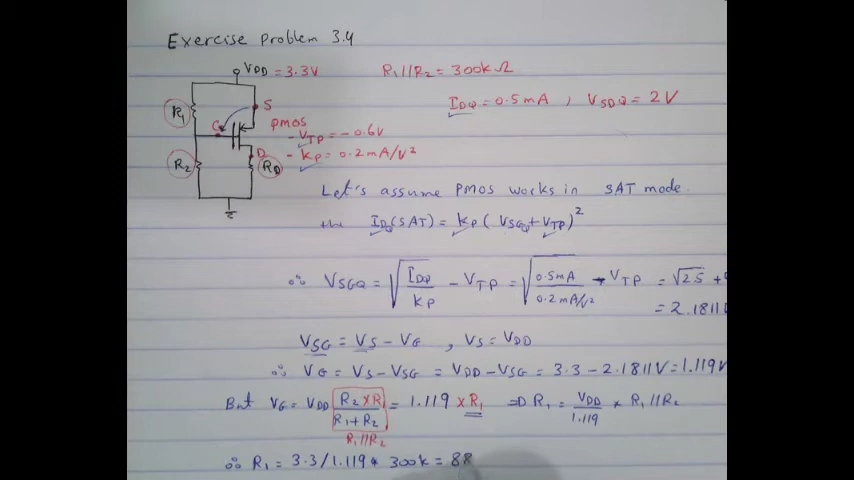 Exercise Problem 3.4
VDD = 3.3V
R1//R2 = 300kΩ
IDQ = 0.5mA , VSDQ = 2V
R1
S
G
PMOS
- VTP = -0.6V
D
- kp = 0.2mA/V²
R2
RD
Let's assume PMOS works in SAT mode.
the IDQ(SAT) = kp (VSGQ + VTP)²
∴ VSGQ = √IDQ/kp - VTP = √0.5mA/0.2mA/V² - VTP = √2.5 +
= 2.1811
VSG = VS - VG , VS = VDD
∴ VG = VS - VSG = VDD - VSG = 3.3 - 2.1811V = 1.119V
But VG = VDD R2 × R1/R1 + R2 = 1.119 × R1 ⇒ R1 = VDD/1.119 × R1//R2
R1//R2
∴ R1 = 3.3/1.119 * 300k = 88